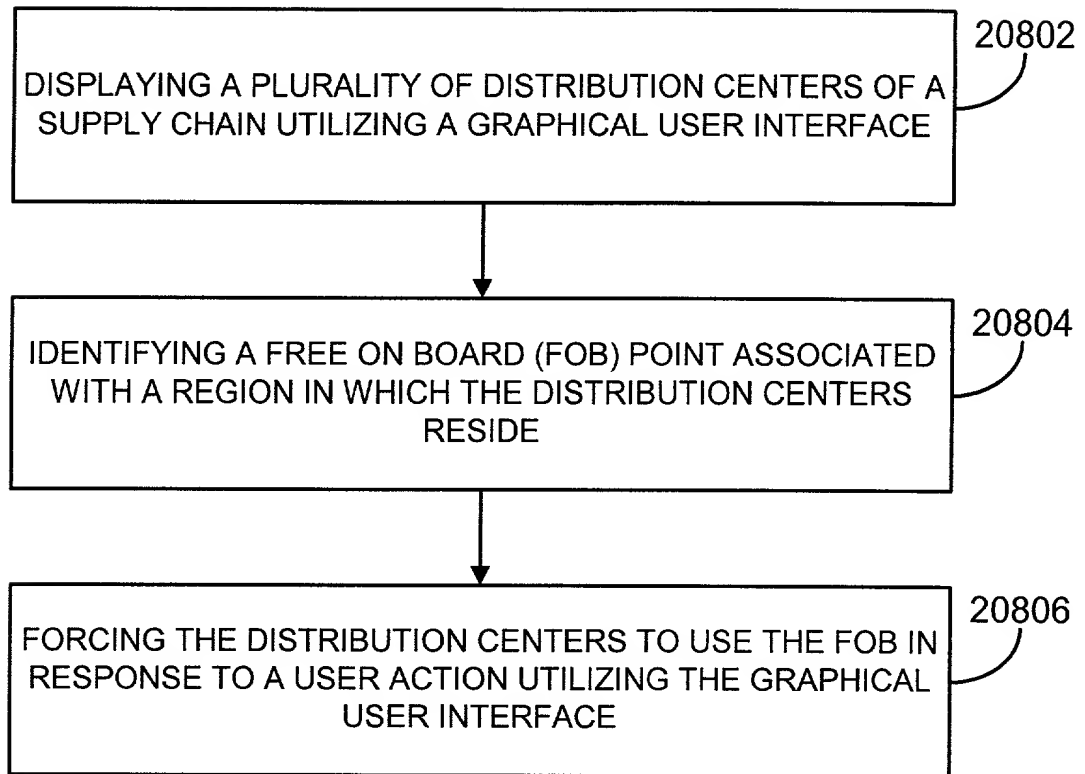 20802
DISPLAYING A PLURALITY OF DISTRIBUTION CENTERS OF A
SUPPLY CHAIN UTILIZING A GRAPHICAL USER INTERFACE
20804
IDENTIFYING A FREE ON BOARD (FOB) POINT ASSOCIATED
WITH A REGION IN WHICH THE DISTRIBUTION CENTERS
RESIDE
20806
FORCING THE DISTRIBUTION CENTERS TO USE THE FOB IN
RESPONSE TO A USER ACTION UTILIZING THE GRAPHICAL
USER INTERFACE